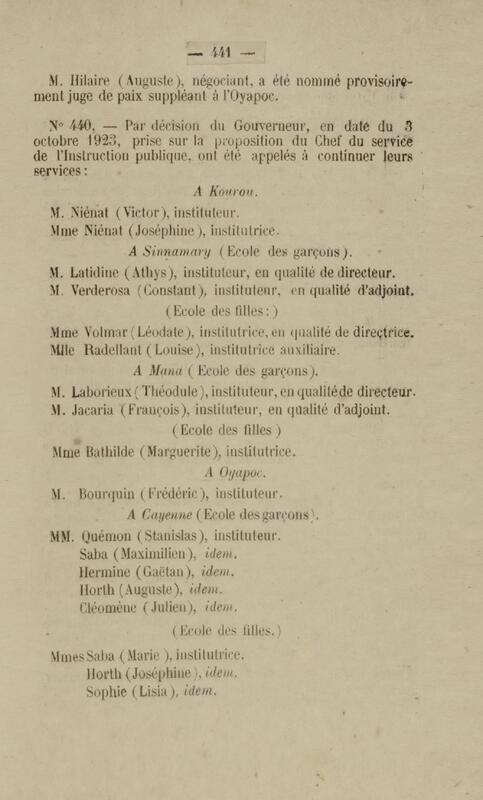 — 441 —
M. Hilaire (Auguste), négociant, a été nommé provisoire-
ment juge de paix suppléant à l'Oyapoc.
N° 440. — Par décision du Gouverneur, en date du 3
octobre 1923, prise sur la proposition du Chef du service
de l'Instruction publique, ont été appelés à continuer leurs
services :
A Kourou.
M. Niénat (Victor), instituteur.
Mme Niénat (Joséphine), institutrice.
A Sinnamary (Ecole des garçons).
M. Latidine (Athys), instituteur, en qualité de directeur.
M. Verderosa (Constant), instituteur, en qualité d'adjoint.
(Ecole des filles :)
Mme Volmar (Léodate), institutrice, en qualité de directrice.
Mlle Radellant (Louise), institutrice auxiliaire.
A Mana (Ecole des garçons).
M. Laborieux (Théodule), instituteur, en qualité de directeur.
M. Jacaria (François), instituteur, en qualité d'adjoint.
(Ecole des filles)
Mme Bathilde (Marguerite), institutrice.
A Oyapoc.
M. Bourquin (Frédéric), instituteur.
A Cayenne (Ecole des garçons).
MM. Quémon (Stanislas), instituteur.
Saba (Maximilien), idem.
Hermine (Gaëtan), idem.
Horth (Auguste), idem.
Cléomène (Julien), idem.
(Ecole des filles.)
Mmes Saba (Marie), institutrice.
Horth (Joséphine), idem.
Sophie (Lisia), idem.